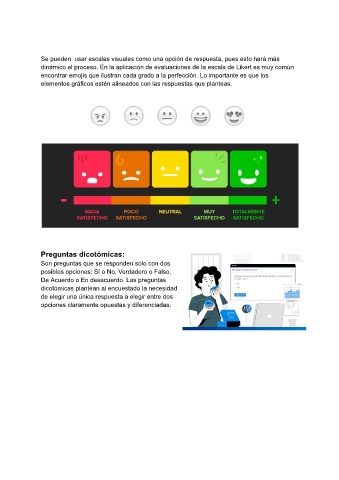 Se pueden  usar escalas visuales como una opción de respuesta, pues esto hará más
dinámico el proceso. En la aplicación de evaluaciones de la escala de Likert es muy común
encontrar emojis que ilustran cada grado a la perfección. Lo importante es que los
elementos gráficos estén alineados con las respuestas que planteas.
- +
NADA SATISFECHO
POCO SATISFECHO
NEUTRAL
MUY SATISFECHO
TOTALMENTE SATISFECHO
Preguntas dicotómicas:
Son preguntas que se responden solo con dos
posibles opciones: Sí o No, Verdadero o Falso,
De Acuerdo o En desacuerdo. Las preguntas
dicotómicas plantean al encuestado la necesidad
de elegir una única respuesta a elegir entre dos
opciones claramente opuestas y diferenciadas.